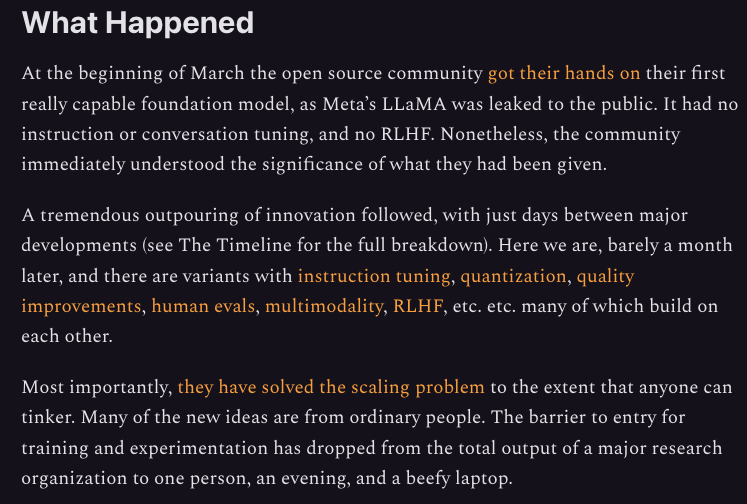 What Happened
At the beginning of March the open source community got their hands on their first
really capable foundation model, as Meta’s LLaMA was leaked to the public. It had no
instruction or conversation tuning, and no RLHF. Nonetheless, the community
immediately understood the significance of what they had been given.
A tremendous outpouring of innovation followed, with just days between major
developments (see The Timeline for the full breakdown). Here we are, barely a month
later, and there are variants with instruction tuning, quantization, quality
improvements, human evals, multimodality, RLHF, etc. etc. many of which build on
each other.
Most importantly, they have solved the scaling problem to the extent that anyone can
tinker. Many of the new ideas are from ordinary people. The barrier to entry for
training and experimentation has dropped from the total output of a major research
organization to one person, an evening, and a beefy laptop.